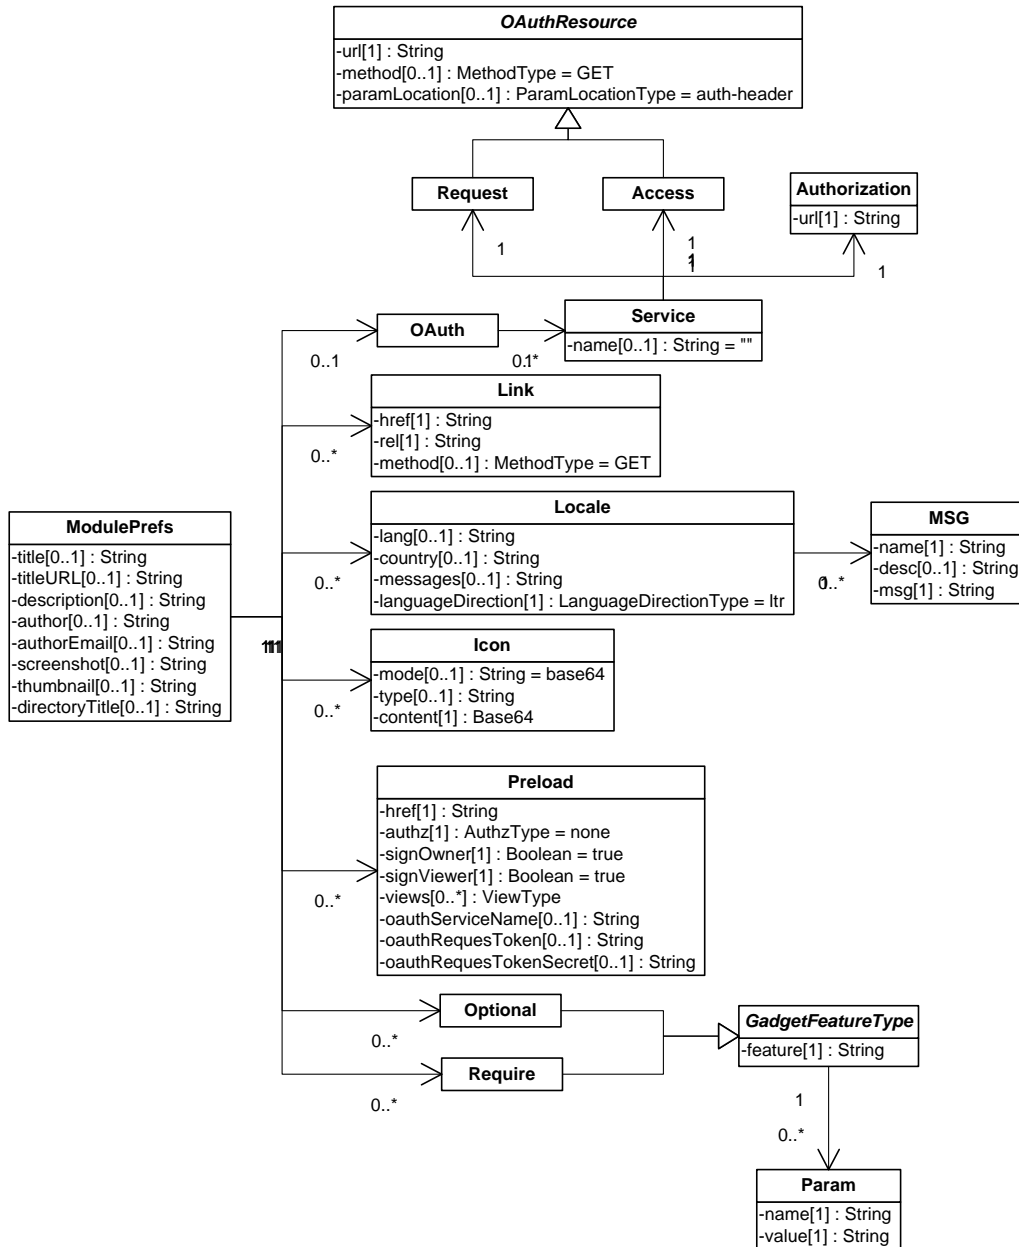 OAuthResource
-url[1] : String
-method[0..1] : MethodType = GET
-paramLocation[0..1] : ParamLocationType = auth-header
Request
Access
Authorization
-url[1] : String
1
1
1
1
1
Service
-name[0..1] : String = ""
OAuth
0..1
0..*
Link
-href[1] : String
-rel[1] : String
-method[0..1] : MethodType = GET
0..*
Locale
-lang[0..1] : String
-country[0..1] : String
-messages[0..1] : String
-languageDirection[1] : LanguageDirectionType = ltr
0..*
MSG
-name[1] : String
-desc[0..1] : String
-msg[1] : String
0..*
ModulePrefs
-title[0..1] : String
-titleURL[0..1] : String
-description[0..1] : String
-author[0..1] : String
-authorEmail[0..1] : String
-screenshot[0..1] : String
-thumbnail[0..1] : String
-directoryTitle[0..1] : String
Icon
-mode[0..1] : String = base64
-type[0..1] : String
-content[1] : Base64
0..*
Preload
-href[1] : String
-authz[1] : AuthzType = none
-signOwner[1] : Boolean = true
-signViewer[1] : Boolean = true
-views[0..*] : ViewType
-oauthServiceName[0..1] : String
-oauthRequesToken[0..1] : String
-oauthRequesTokenSecret[0..1] : String
0..*
Optional
0..*
Require
0..*
GadgetFeatureType
-feature[1] : String
1
0..*
Param
-name[1] : String
-value[1] : String